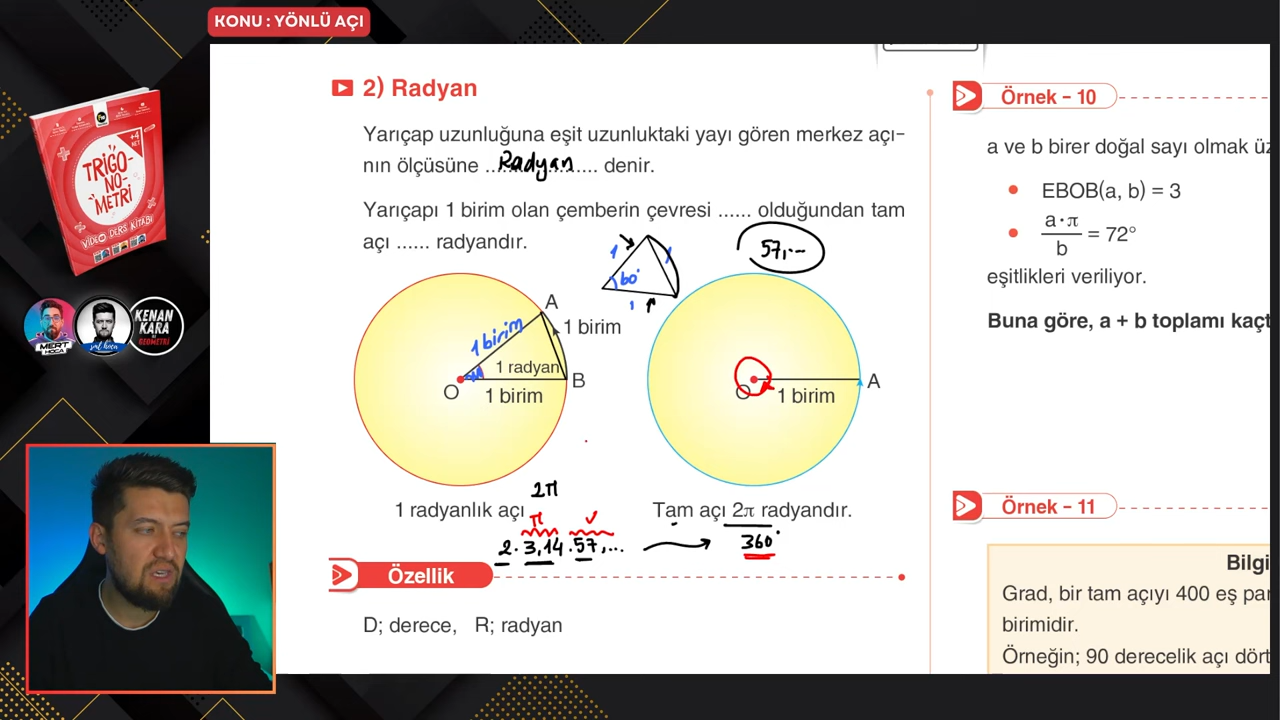 KONU : YÖNLÜ AÇI
+4 NET
TRİGO-
NO-
METRİ
VİDEO DERS KİTABI
MERT HOCA
KENAN KARA
GEOMETRİ
2) Radyan
Yarıçap uzunluğuna eşit uzunluktaki yayı gören merkez açı-
nın ölçüsüne ...Radyan... denir.
Yarıçapı 1 birim olan çemberin çevresi ...... olduğundan tam
açı ...... radyandır.
1
60°
1
1
57,...
A
1 birim
1 birim
1 radyan
O
B
1 birim
O
A
1 birim
1 radyanlık açı
2π
Tam açı 2π radyandır.
π
2 . 3,14 . 57,...
360°
Özellik
D; derece, R; radyan
Örnek - 10
a ve b birer doğal sayı olmak üz
• EBOB(a, b) = 3
• a·π/b = 72°
eşitlikleri veriliyor.
Buna göre, a + b toplamı kaçt
Örnek - 11
Bilgi
Grad, bir tam açıyı 400 eş par
birimidir.
Örneğin; 90 derecelik açı dört